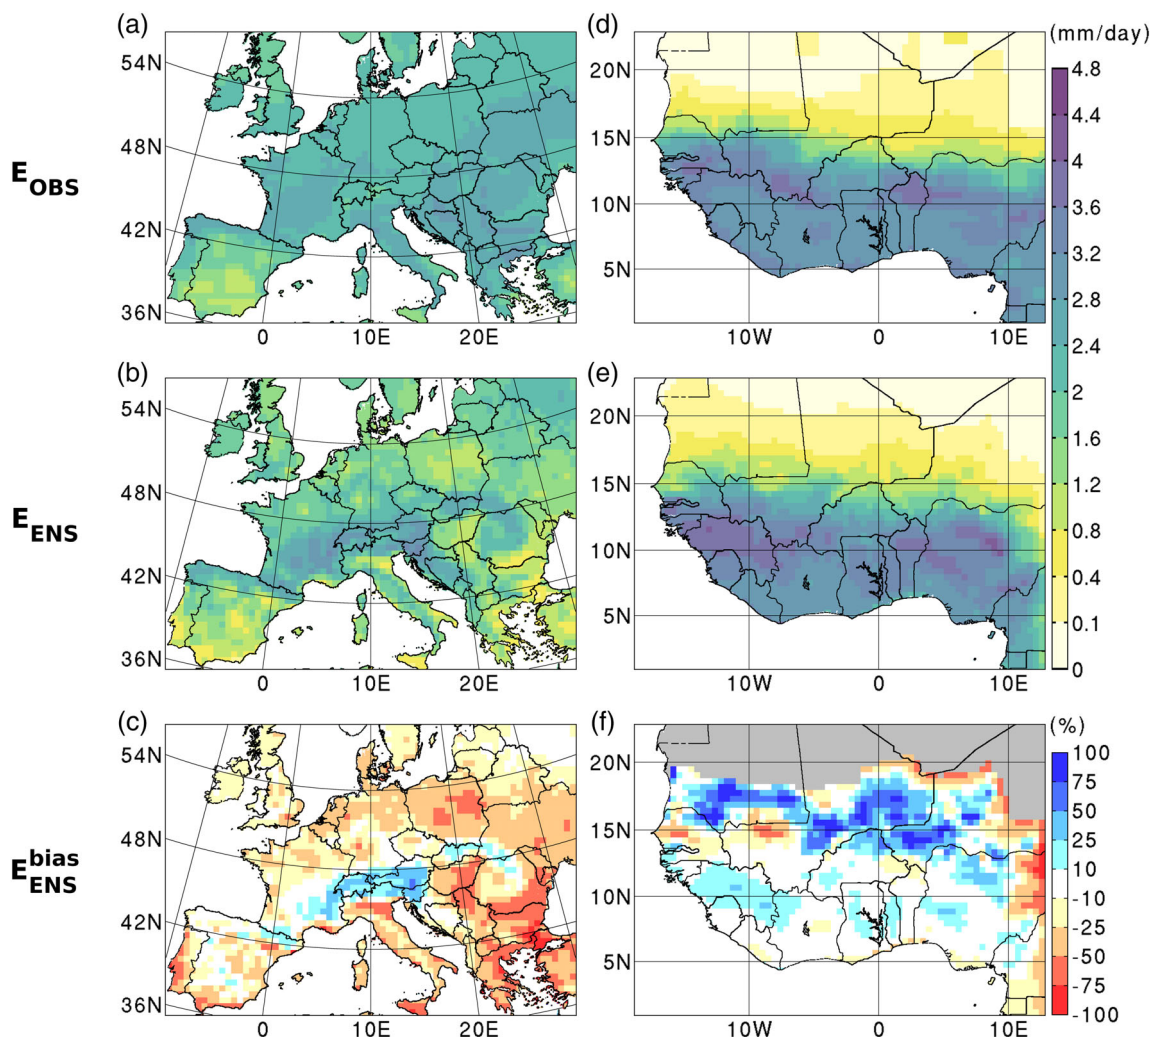 (a) (d) (mm/day)
54N 20N 4.8
48N 15N 4.4
E_OBS 10N 4
42N 5N 3.6
36N 3.2
0 10E 20E 10W 0 10E 2.8
(b) (e) 2.4
54N 20N 2
48N 15N 1.6
E_ENS 10N 1.2
42N 5N 0.8
36N 0.4
0 10E 20E 10W 0 10E 0.1
0
(c) (f) (%)
54N 20N 100
48N 15N 75
E_ENS^bias 10N 50
42N 5N 25
36N 10
0 10E 20E 10W 0 10E -10
-25
-50
-75
-100